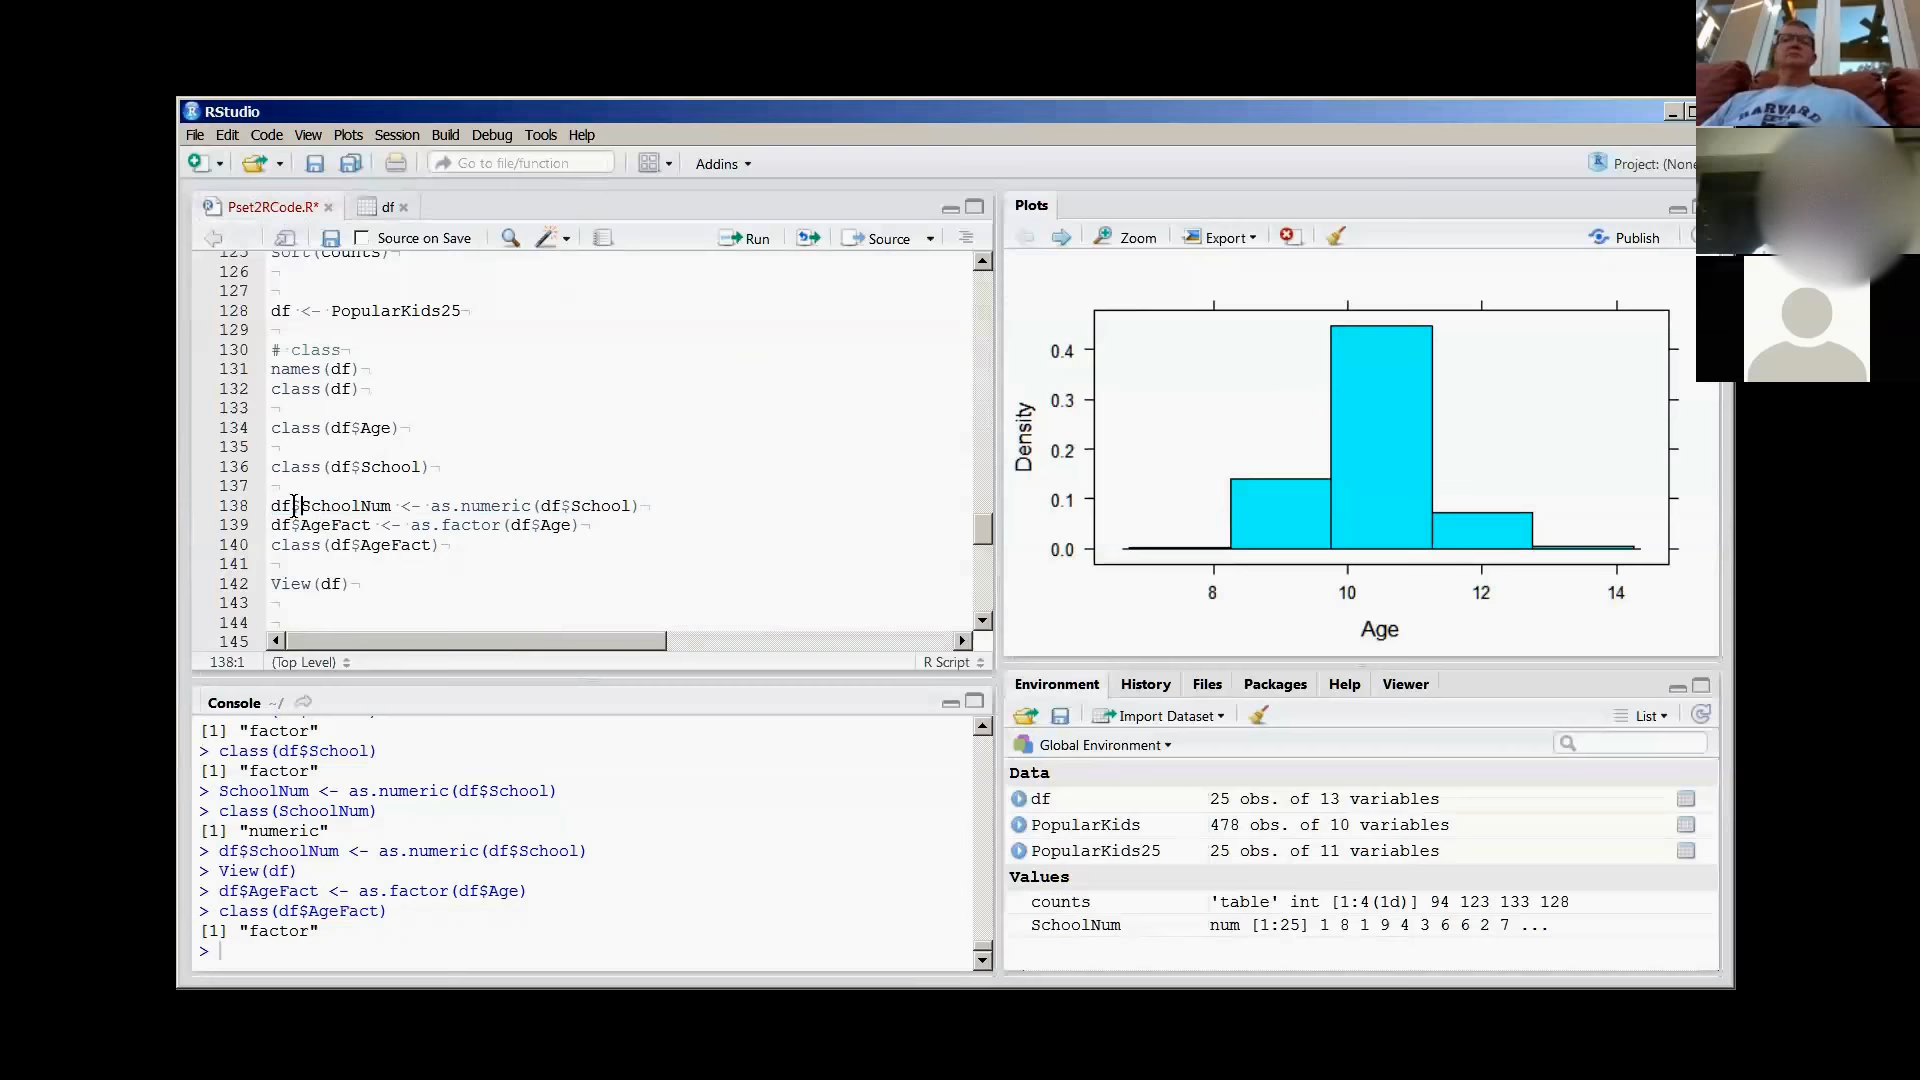 RStudio
File Edit Code View Plots Session Build Debug Tools Help
Go to file/function
Addins
Project: (None
Pset2RCode.R*
df
Source on Save
Run
Source
125 sort(counts)
126
127
128 df <- PopularKids25
129
130 # class
131 names(df)
132 class(df)
133
134 class(df$Age)
135
136 class(df$School)
137
138 df$SchoolNum <- as.numeric(df$School)
139 df$AgeFact <- as.factor(df$Age)
140 class(df$AgeFact)
141
142 View(df)
143
144
145
138:1 (Top Level) R Script
Console ~/
[1] "factor"
> class(df$School)
[1] "factor"
> SchoolNum <- as.numeric(df$School)
> class(SchoolNum)
[1] "numeric"
> df$SchoolNum <- as.numeric(df$School)
> View(df)
> df$AgeFact <- as.factor(df$Age)
> class(df$AgeFact)
[1] "factor"
>
Plots
Zoom Export Publish
Density
0.4
0.3
0.2
0.1
0.0
8 10 12 14
Age
Environment History Files Packages Help Viewer
Import Dataset List
Global Environment
Data
df 25 obs. of 13 variables
PopularKids 478 obs. of 10 variables
PopularKids25 25 obs. of 11 variables
Values
counts 'table' int [1:4(1d)] 94 123 133 128
SchoolNum num [1:25] 1 8 1 9 4 3 6 6 2 7 ...
HARVARD